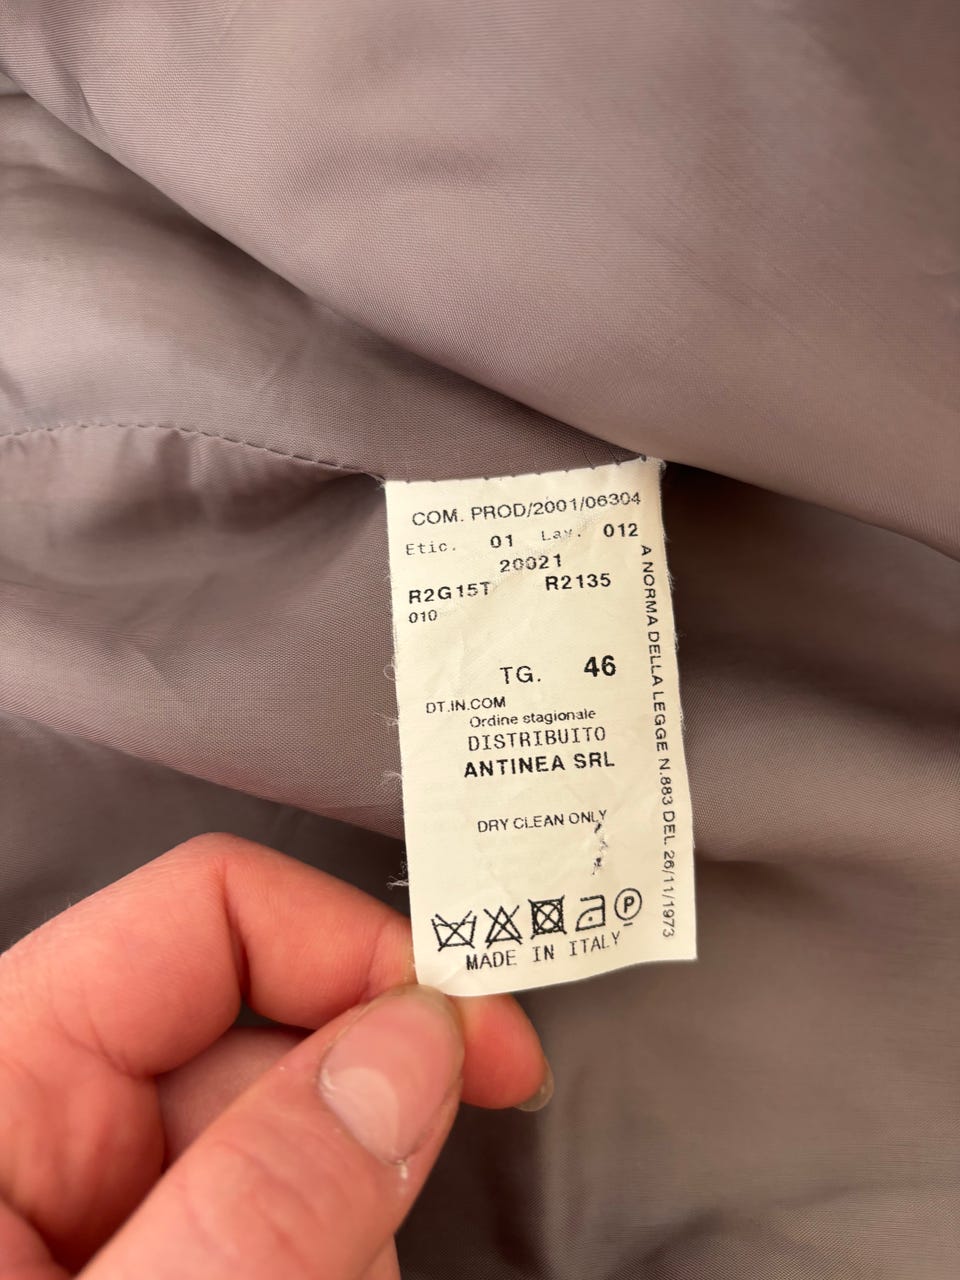 COM. PROD/2001/06304
Etic. 01 Lav. 012
20021
R2G15T R2135
010
TG. 46
DT.IN.COM
Ordine stagionale
DISTRIBUITO
ANTINEA SRL
DRY CLEAN ONLY
P
MADE IN ITALY
A NORMA DELLA LEGGE N.883 DEL 26/11/1973